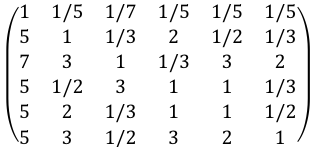 1 1/5 1/7 1/5 1/5 1/5
5 1 1/3 2 1/2 1/3
7 3 1 1/3 3 2
5 1/2 3 1 1 1/3
5 2 1/3 1 1 1/2
5 3 1/2 3 2 1